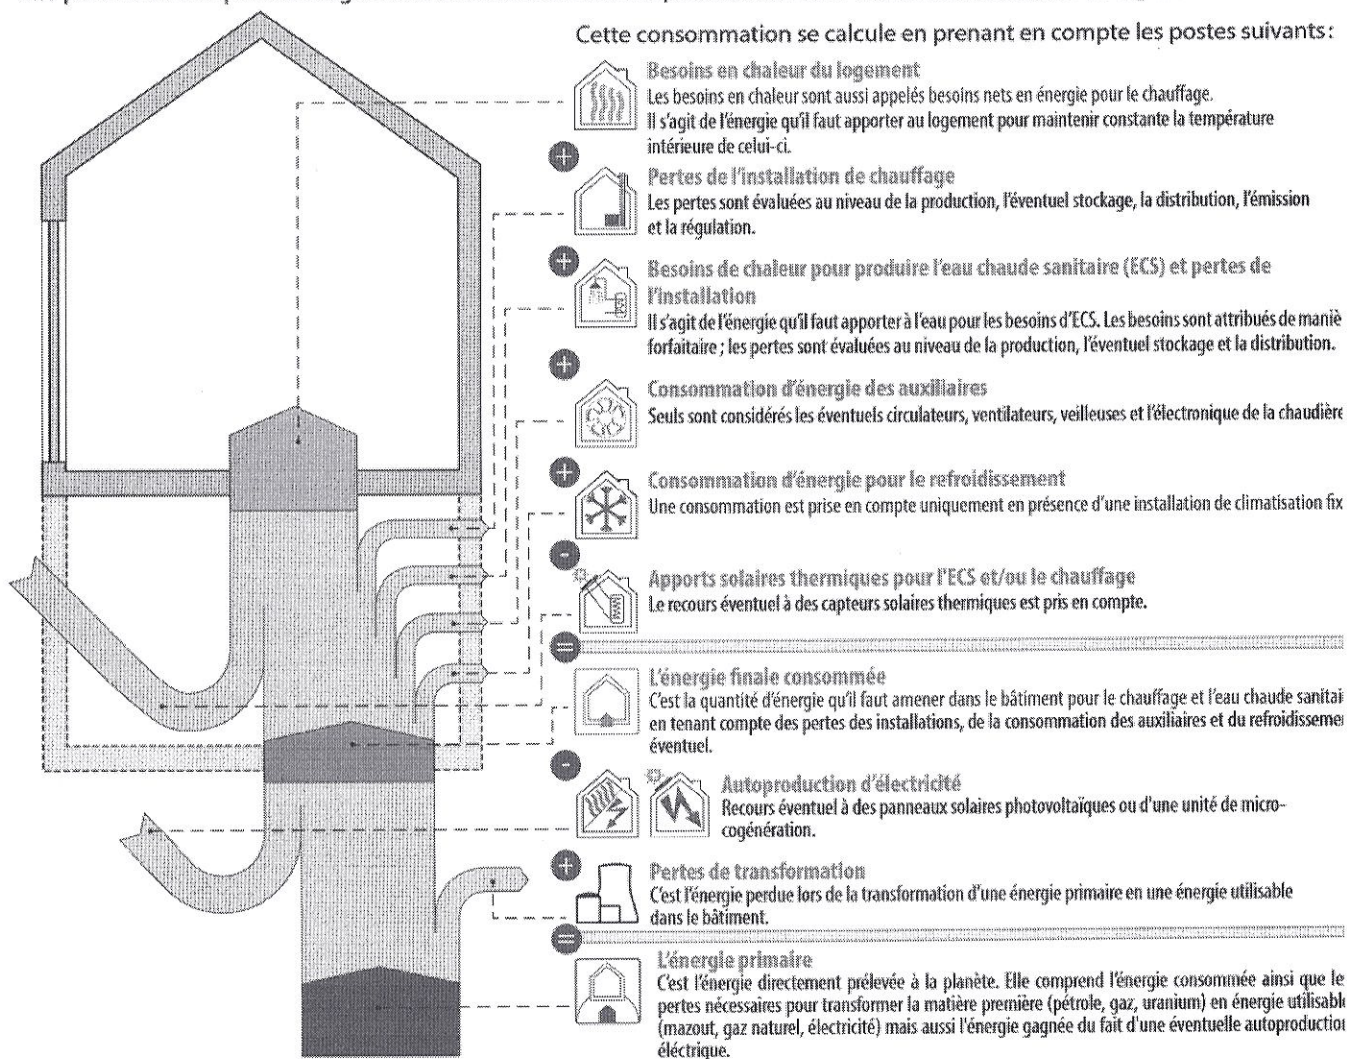 Cette consommation se calcule en prenant en compte les postes suivants:
Besoins en chaleur du logement
Les besoins en chaleur sont aussi appelés besoins nets en énergie pour le chauffage.
Il s'agit de l'énergie qu'il faut apporter au logement pour maintenir constante la température
intérieure de celui-ci.
+
Pertes de l'installation de chauffage
Les pertes sont évaluées au niveau de la production, l'éventuel stockage, la distribution, l'émission
et la régulation.
+
Besoins de chaleur pour produire l'eau chaude sanitaire (ECS) et pertes de
l'installation
Il s'agit de l'énergie qu'il faut apporter à l'eau pour les besoins d'ECS. Les besoins sont attribués de maniè
forfaitaire ; les pertes sont évaluées au niveau de la production, l'éventuel stockage et la distribution.
+
Consommation d'énergie des auxiliaires
Seuls sont considérés les éventuels circulateurs, ventilateurs, veilleuses et l'électronique de la chaudière
+
Consommation d'énergie pour le refroidissement
Une consommation est prise en compte uniquement en présence d'une installation de climatisation fix
-
Apports solaires thermiques pour l'ECS et/ou le chauffage
Le recours éventuel à des capteurs solaires thermiques est pris en compte.
=
L'énergie finale consommée
C'est la quantité d'énergie qu'il faut amener dans le bâtiment pour le chauffage et l'eau chaude sanitai
en tenant compte des pertes des installations, de la consommation des auxiliaires et du refroidisseme
éventuel.
-
Autoproduction d'électricité
Recours éventuel à des panneaux solaires photovoltaïques ou d'une unité de micro-
cogénération.
+
Pertes de transformation
C'est l'énergie perdue lors de la transformation d'une énergie primaire en une énergie utilisable
dans le bâtiment.
=
L'énergie primaire
C'est l'énergie directement prélevée à la planète. Elle comprend l'énergie consommée ainsi que le
pertes nécessaires pour transformer la matière première (pétrole, gaz, uranium) en énergie utilisabl
(mazout, gaz naturel, électricité) mais aussi l'énergie gagnée du fait d'une éventuelle autoproduction
éléctrique.